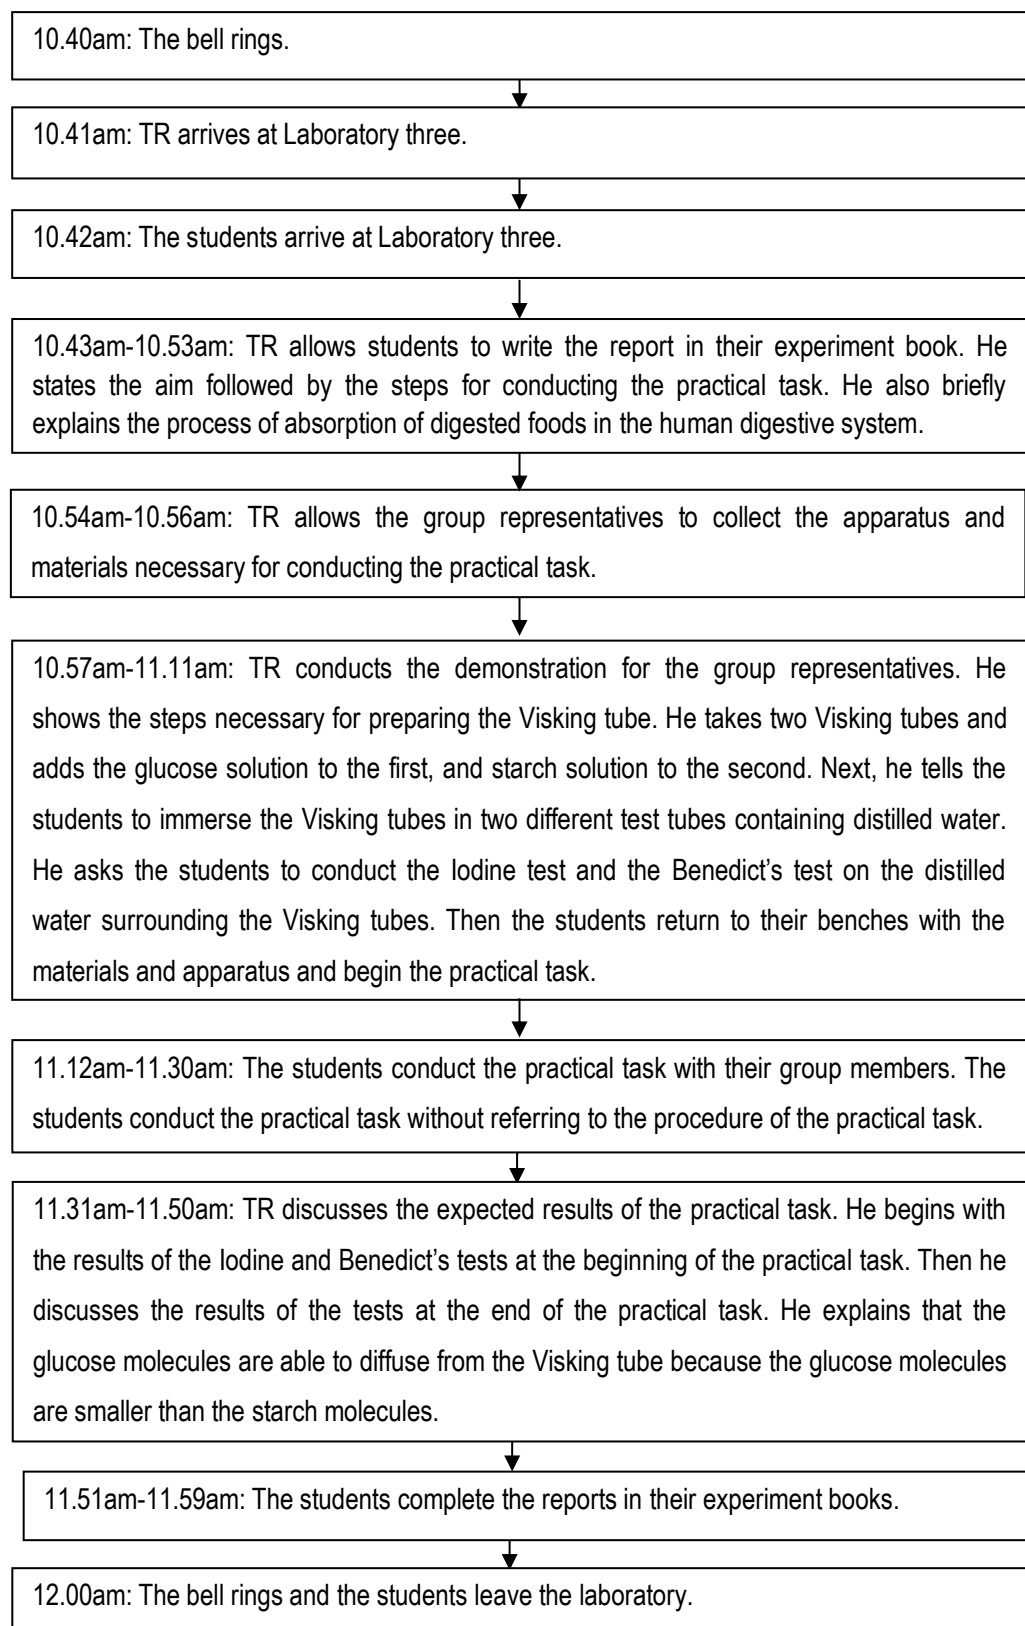 10.40am: The bell rings.
10.41am: TR arrives at Laboratory three.
10.42am: The students arrive at Laboratory three.
10.43am-10.53am: TR allows students to write the report in their experiment book. He
states the aim followed by the steps for conducting the practical task. He also briefly
explains the process of absorption of digested foods in the human digestive system.
10.54am-10.56am: TR allows the group representatives to collect the apparatus and
materials necessary for conducting the practical task.
10.57am-11.11am: TR conducts the demonstration for the group representatives. He
shows the steps necessary for preparing the Visking tube. He takes two Visking tubes and
adds the glucose solution to the first, and starch solution to the second. Next, he tells the
students to immerse the Visking tubes in two different test tubes containing distilled water.
He asks the students to conduct the Iodine test and the Benedict’s test on the distilled
water surrounding the Visking tubes. Then the students return to their benches with the
materials and apparatus and begin the practical task.
11.12am-11.30am: The students conduct the practical task with their group members. The
students conduct the practical task without referring to the procedure of the practical task.
11.31am-11.50am: TR discusses the expected results of the practical task. He begins with
the results of the Iodine and Benedict’s tests at the beginning of the practical task. Then he
discusses the results of the tests at the end of the practical task. He explains that the
glucose molecules are able to diffuse from the Visking tube because the glucose molecules
are smaller than the starch molecules.
11.51am-11.59am: The students complete the reports in their experiment books.
12.00am: The bell rings and the students leave the laboratory.